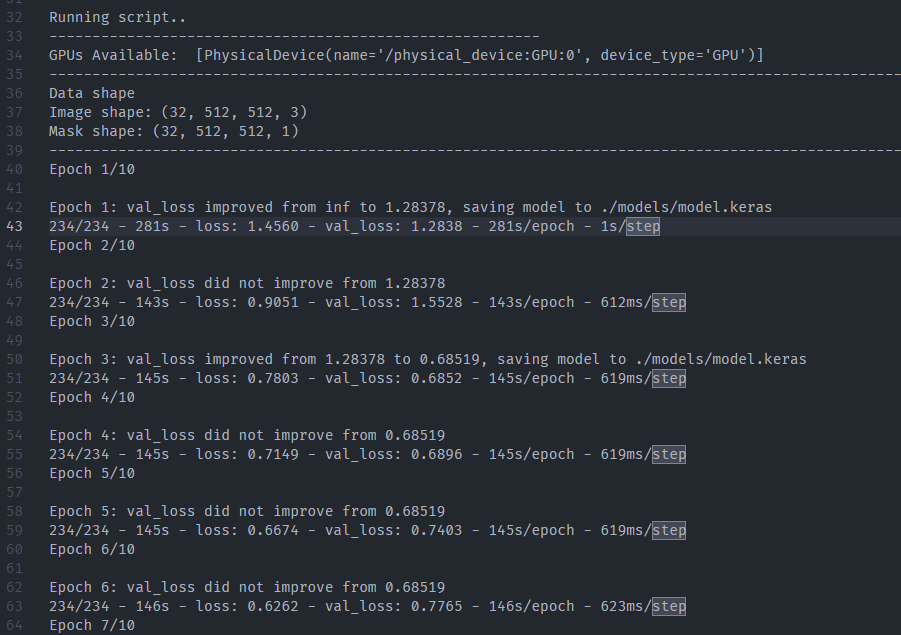 31
32 Running script..
33 ---------------------------------------------------------
34 GPUs Available:  [PhysicalDevice(name='/physical_device:GPU:0', device_type='GPU')]
35 ---------------------------------------------------------------------------------------------------
36 Data shape
37 Image shape: (32, 512, 512, 3)
38 Mask shape: (32, 512, 512, 1)
39 ---------------------------------------------------------------------------------------------------
40 Epoch 1/10
41
42 Epoch 1: val_loss improved from inf to 1.28378, saving model to ./models/model.keras
43 234/234 - 281s - loss: 1.4560 - val_loss: 1.2838 - 281s/epoch - 1s/step
44 Epoch 2/10
45
46 Epoch 2: val_loss did not improve from 1.28378
47 234/234 - 143s - loss: 0.9051 - val_loss: 1.5528 - 143s/epoch - 612ms/step
48 Epoch 3/10
49
50 Epoch 3: val_loss improved from 1.28378 to 0.68519, saving model to ./models/model.keras
51 234/234 - 145s - loss: 0.7803 - val_loss: 0.6852 - 145s/epoch - 619ms/step
52 Epoch 4/10
53
54 Epoch 4: val_loss did not improve from 0.68519
55 234/234 - 145s - loss: 0.7149 - val_loss: 0.6896 - 145s/epoch - 619ms/step
56 Epoch 5/10
57
58 Epoch 5: val_loss did not improve from 0.68519
59 234/234 - 145s - loss: 0.6674 - val_loss: 0.7403 - 145s/epoch - 619ms/step
60 Epoch 6/10
61
62 Epoch 6: val_loss did not improve from 0.68519
63 234/234 - 146s - loss: 0.6262 - val_loss: 0.7765 - 146s/epoch - 623ms/step
64 Epoch 7/10